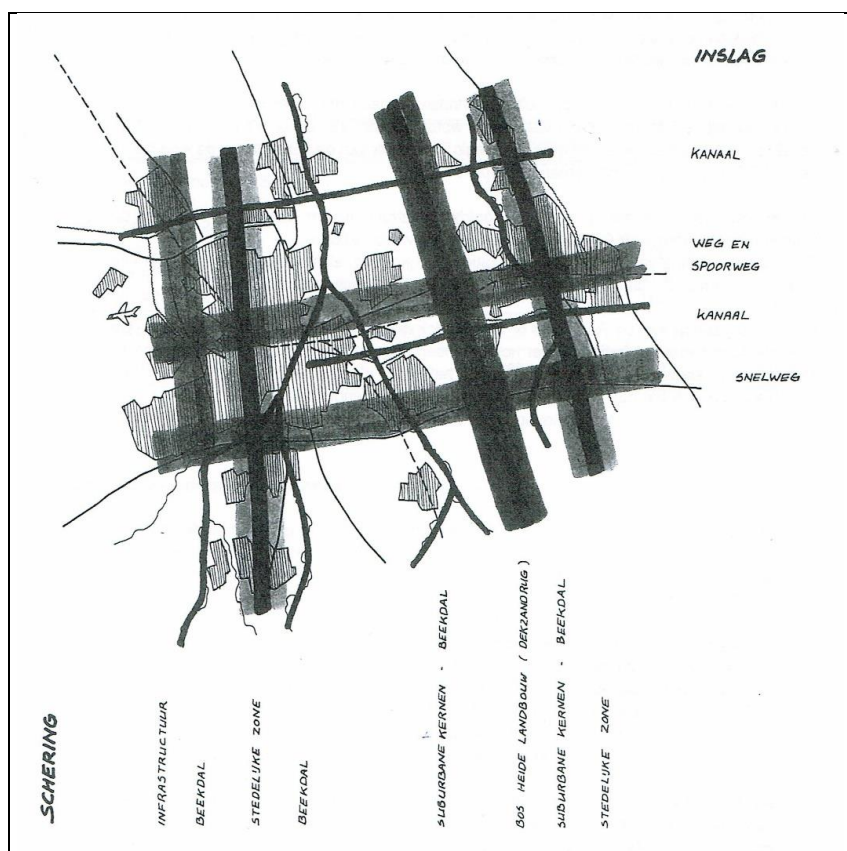 INSLAG
KANAAL
WEG EN
SPOORWEG
KANAAL
SNELWEG
SCHERING
INFRASTRUCTUUR
BEEKDAL
STEDELIJKE ZONE
BEEKDAL
SUBURBANE KERNEN - BEEKDAL
BOS HEIDE LANDBOUW ( DEKZANDRUG )
SUBURBANE KERNEN - BEEKDAL
STEDELIJKE ZONE